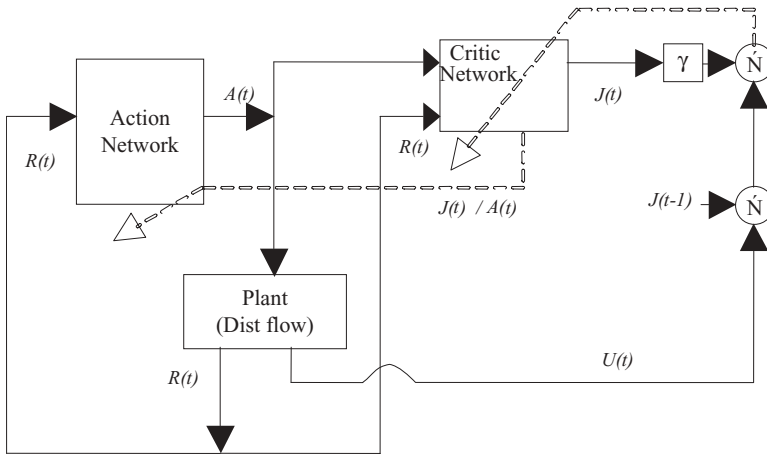 Critic
Network
γ
Ń
J(t)
A(t)
Action
Network
R(t)
R(t)
J(t) / A(t)
J(t-1)
Ń
Plant
(Dist flow)
R(t)
U(t)